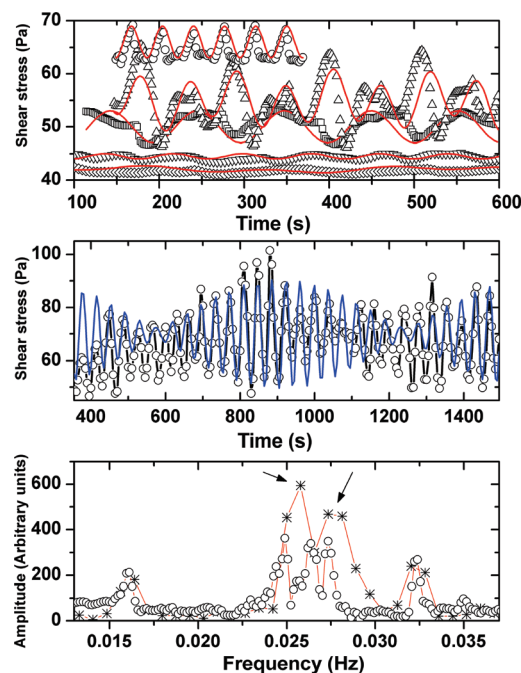 Shear stress (Pa)
70
60
50
40
100 200 300 400 500 600
Time (s)
Shear stress (Pa)
100
80
60
400 600 800 1000 1200 1400
Time (s)
Amplitude (Arbitrary units)
600
400
200
0
0.015 0.020 0.025 0.030 0.035
Frequency (Hz)